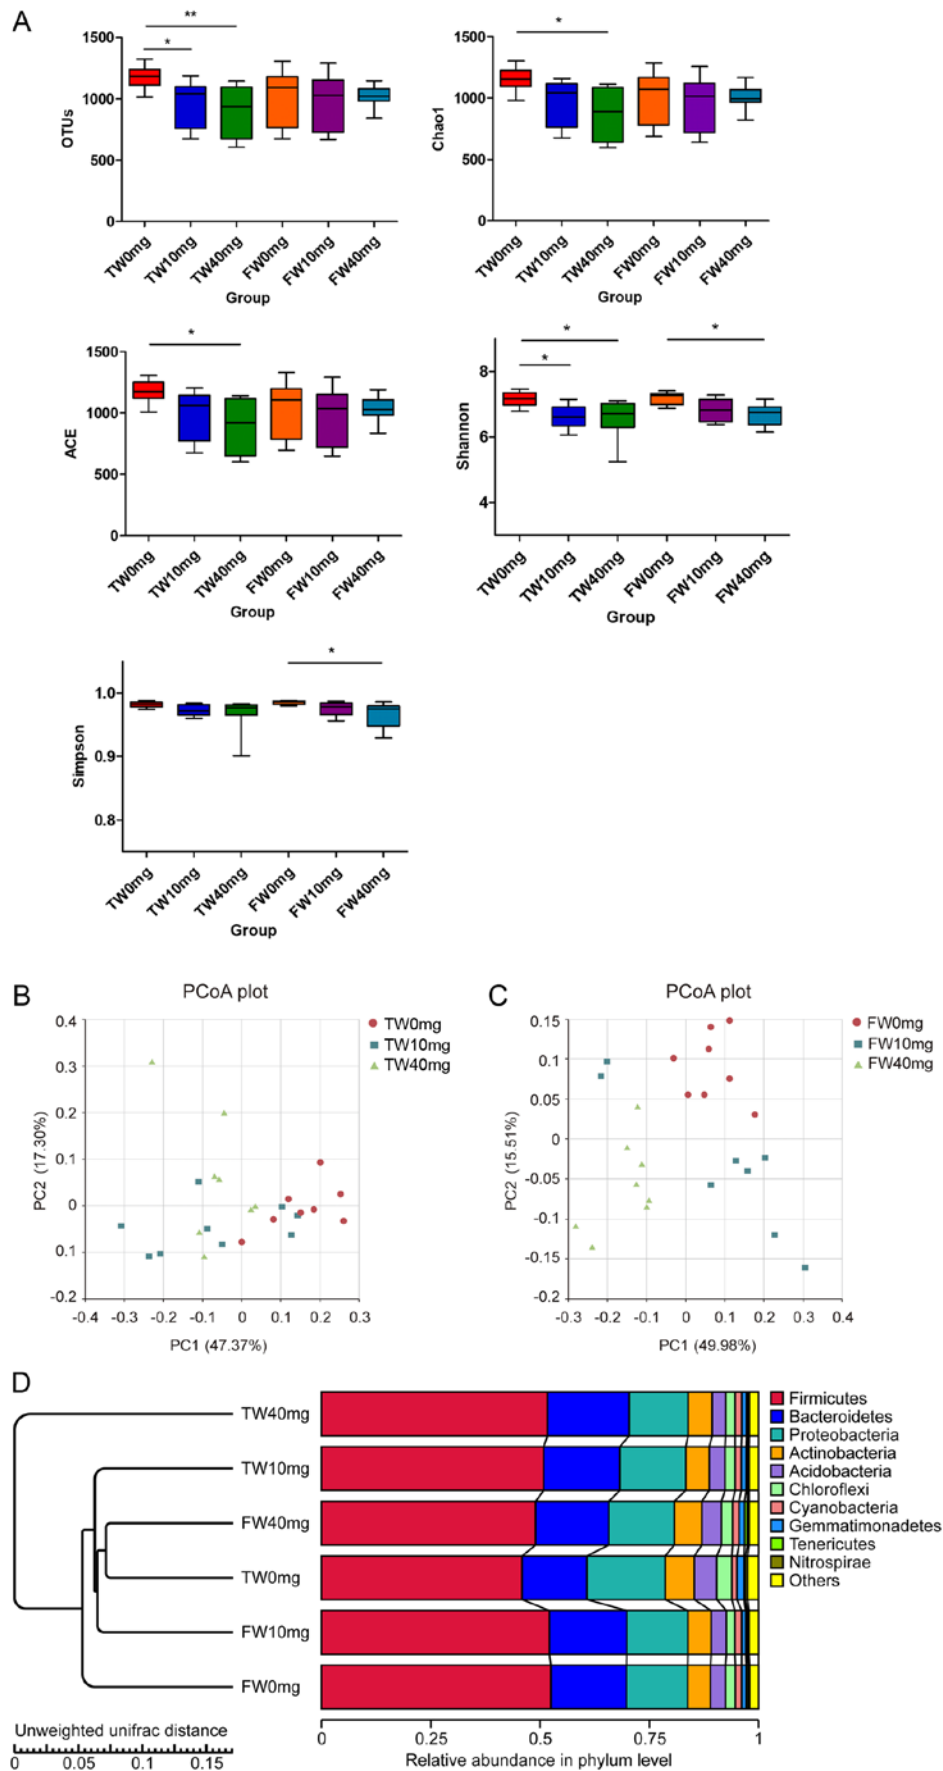 A
**
*
1500
1000
500
0
OTUs
TW0mg
TW10mg
TW40mg
FW0mg
FW10mg
FW40mg
Group
*
1500
1000
500
0
Chao1
TW0mg
TW10mg
TW40mg
FW0mg
FW10mg
FW40mg
Group
*
1500
1000
500
0
ACE
TW0mg
TW10mg
TW40mg
FW0mg
FW10mg
FW40mg
Group
*
*
*
8
6
4
Shannon
TW0mg
TW10mg
TW40mg
FW0mg
FW10mg
FW40mg
Group
*
1.0
0.9
0.8
Simpson
TW0mg
TW10mg
TW40mg
FW0mg
FW10mg
FW40mg
Group
B
PCoA plot
TW0mg
TW10mg
TW40mg
0.4
0.3
0.2
0.1
0
0.1
-0.2
PC2 (17.30%)
-0.4 -0.3 -0.2 -0.1 0 0.1 0.2 0.3
PC1 (47.37%)
C
PCoA plot
FW0mg
FW10mg
FW40mg
0.15
0.1
0.05
0
-0.05
-0.1
-0.15
-0.2
PC2 (15.51%)
-0.3 -0.2 -0.1 0 0.1 0.2 0.3 0.4
PC1 (49.98%)
D
TW40mg
TW10mg
FW40mg
TW0mg
FW10mg
FW0mg
Firmicutes
Bacteroidetes
Proteobacteria
Actinobacteria
Acidobacteria
Chloroflexi
Cyanobacteria
Gemmatimonadetes
Tenericutes
Nitrospirae
Others
Unweighted unifrac distance
0 0.05 0.1 0.15
0 0.25 0.5 0.75 1
Relative abundance in phylum level